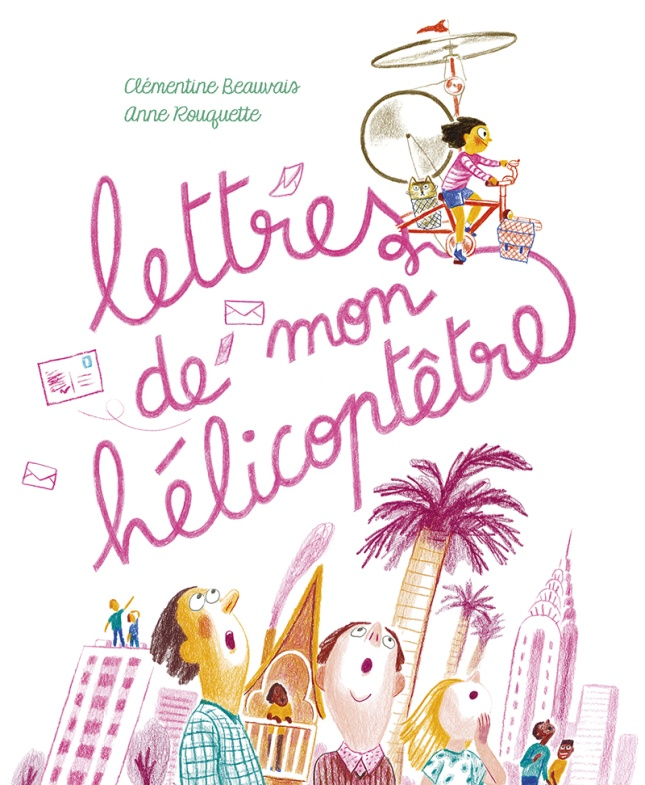 Clémentine Beauvais
Anne Rouquette
lettres
de mon
hélicoptêtre